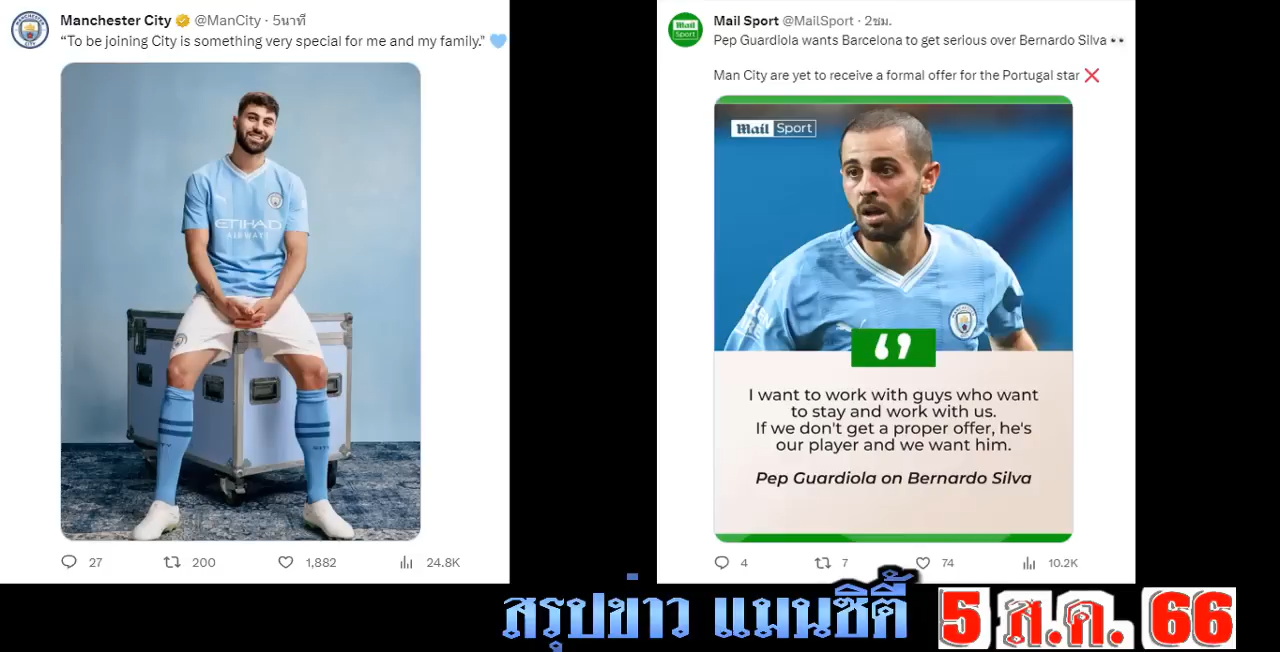 Manchester City @ManCity · 5นาที
“To be joining City is something very special for me and my family.” 🩵
ETIHAD
AIRWAYS
27 200 1,882 24.8K
Mail Sport @MailSport · 2ชม.
Pep Guardiola wants Barcelona to get serious over Bernardo Silva 👀
Man City are yet to receive a formal offer for the Portugal star ❌
Mail Sport
I want to work with guys who want
to stay and work with us.
If we don't get a proper offer, he's
our player and we want him.
Pep Guardiola on Bernardo Silva
4 7 74 10.2K
สรุปข่าว แมนซิตี้ 5 ส.ค. 66